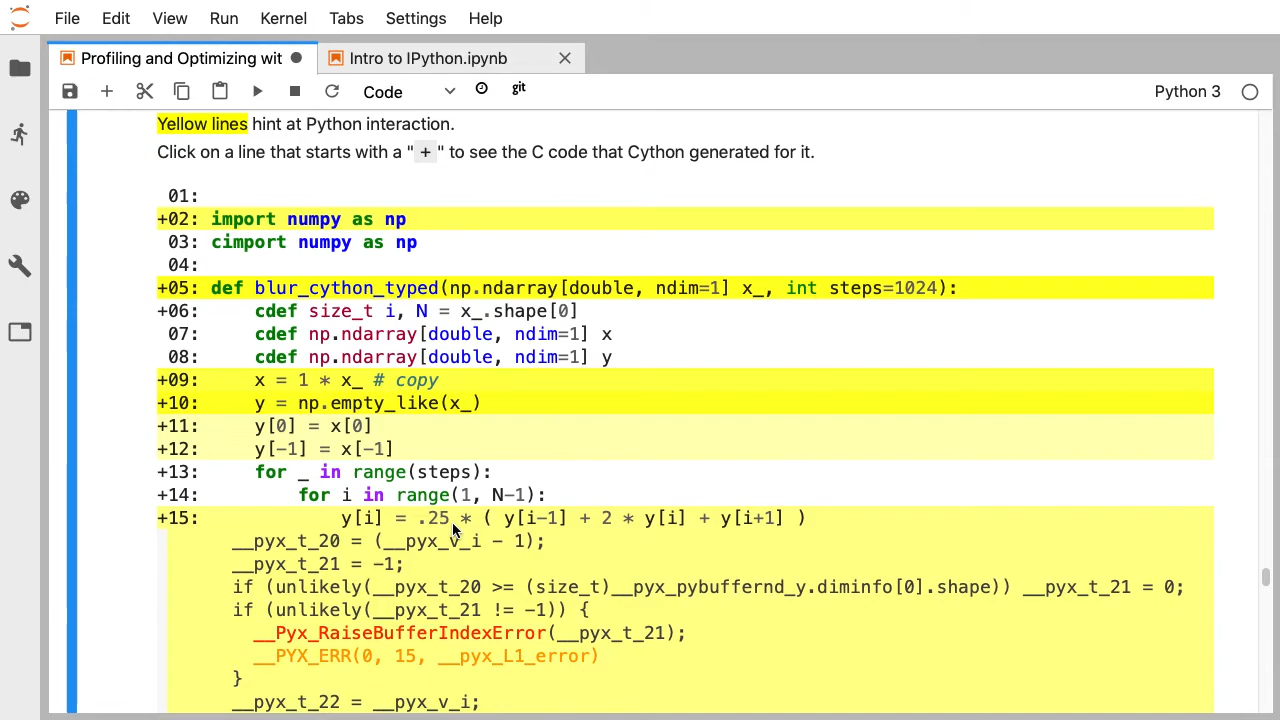 File Edit View Run Kernel Tabs Settings Help
Profiling and Optimizing wit
Intro to IPython.ipynb
Code
git
Python 3
Yellow lines hint at Python interaction.
Click on a line that starts with a "+" to see the C code that Cython generated for it.
01:
+02: import numpy as np
03: cimport numpy as np
04:
+05: def blur_cython_typed(np.ndarray[double, ndim=1] x_, int steps=1024):
+06:     cdef size_t i, N = x_.shape[0]
07:     cdef np.ndarray[double, ndim=1] x
08:     cdef np.ndarray[double, ndim=1] y
+09:     x = 1 * x_ # copy
+10:     y = np.empty_like(x_)
+11:     y[0] = x[0]
+12:     y[-1] = x[-1]
+13:     for _ in range(steps):
+14:         for i in range(1, N-1):
+15:             y[i] = .25 * ( y[i-1] + 2 * y[i] + y[i+1] )
__pyx_t_20 = (__pyx_v_i - 1);
__pyx_t_21 = -1;
if (unlikely(__pyx_t_20 >= (size_t)__pyx_pybuffernd_y.diminfo[0].shape)) __pyx_t_21 = 0;
if (unlikely(__pyx_t_21 != -1)) {
__Pyx_RaiseBufferIndexError(__pyx_t_21);
__PYX_ERR(0, 15, __pyx_L1_error)
}
__pyx_t_22 = __pyx_v_i;